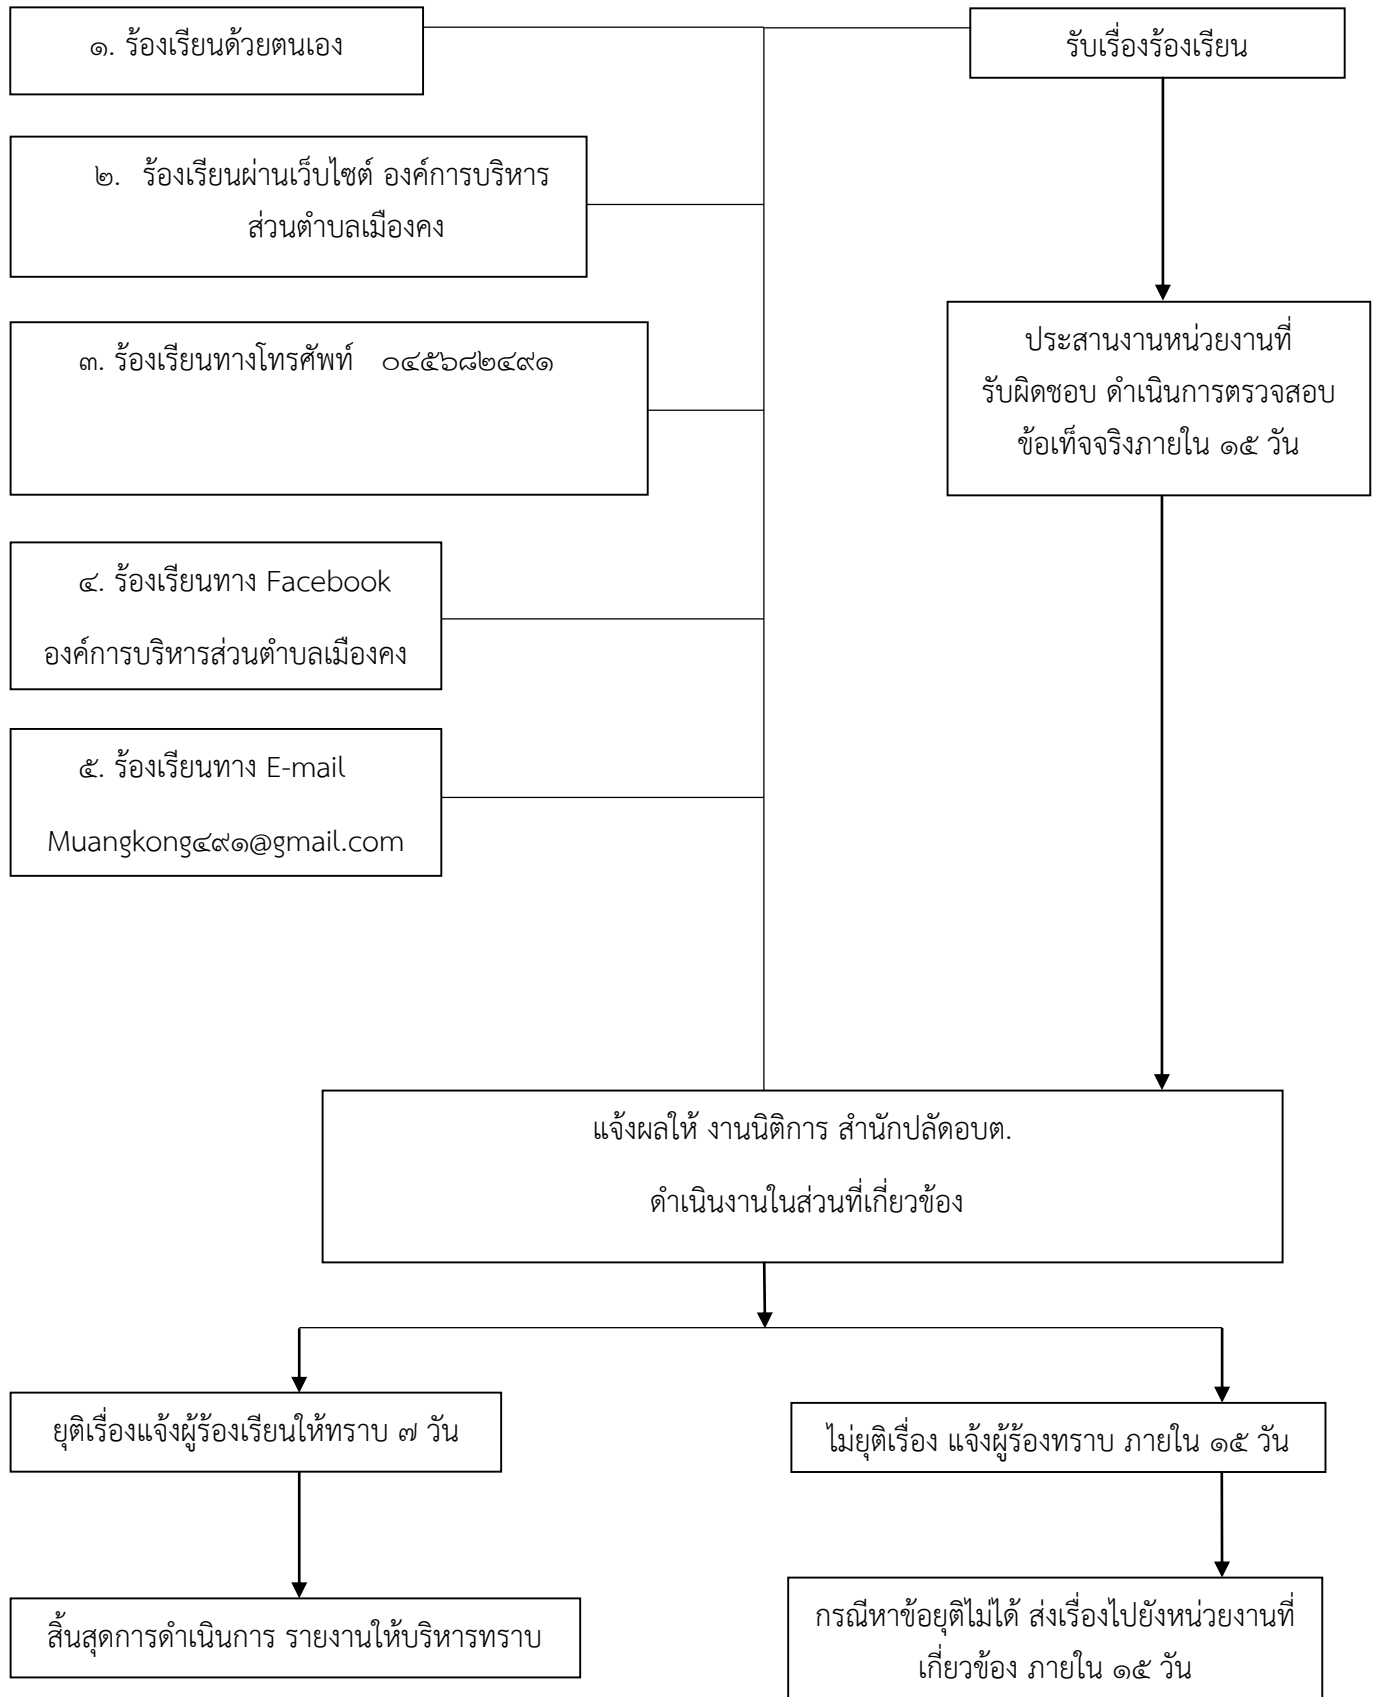 ๑. ร้องเรียนด้วยตนเอง
รับเรื่องร้องเรียน
๒. ร้องเรียนผ่านเว็บไซต์ องค์การบริหาร
ส่วนตำบลเมืองคง
๓. ร้องเรียนทางโทรศัพท์ ๐๔๕๖๘๒๔๙๑
ประสานงานหน่วยงานที่
รับผิดชอบ ดำเนินการตรวจสอบ
ข้อเท็จจริงภายใน ๑๕ วัน
๔. ร้องเรียนทาง Facebook
องค์การบริหารส่วนตำบลเมืองคง
๕. ร้องเรียนทาง E-mail
Muangkong๔๙๑@gmail.com
แจ้งผลให้ งานนิติการ สำนักปลัดอบต.
ดำเนินงานในส่วนที่เกี่ยวข้อง
ยุติเรื่องแจ้งผู้ร้องเรียนให้ทราบ ๗ วัน
ไม่ยุติเรื่อง แจ้งผู้ร้องทราบ ภายใน ๑๕ วัน
สิ้นสุดการดำเนินการ รายงานให้บริหารทราบ
กรณีหาข้อยุติไม่ได้ ส่งเรื่องไปยังหน่วยงานที่
เกี่ยวข้อง ภายใน ๑๕ วัน